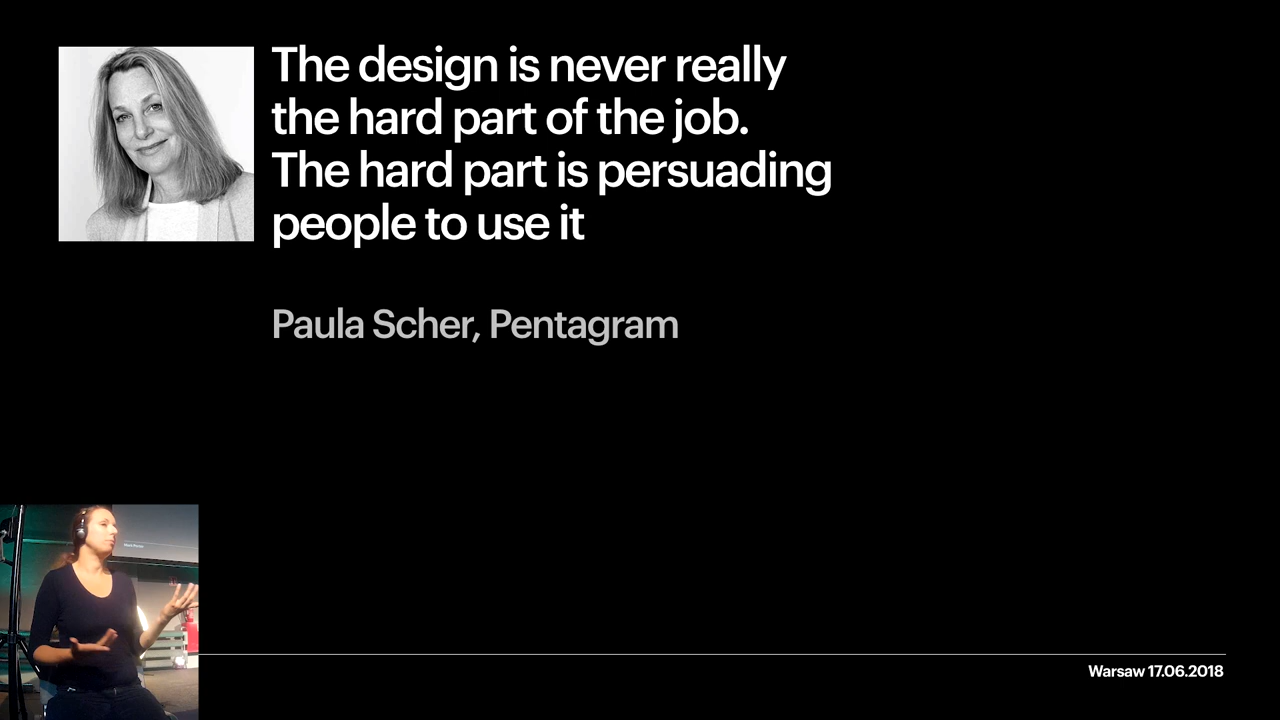 The design is never really
the hard part of the job.
The hard part is persuading
people to use it
Paula Scher, Pentagram
Warsaw 17.06.2018